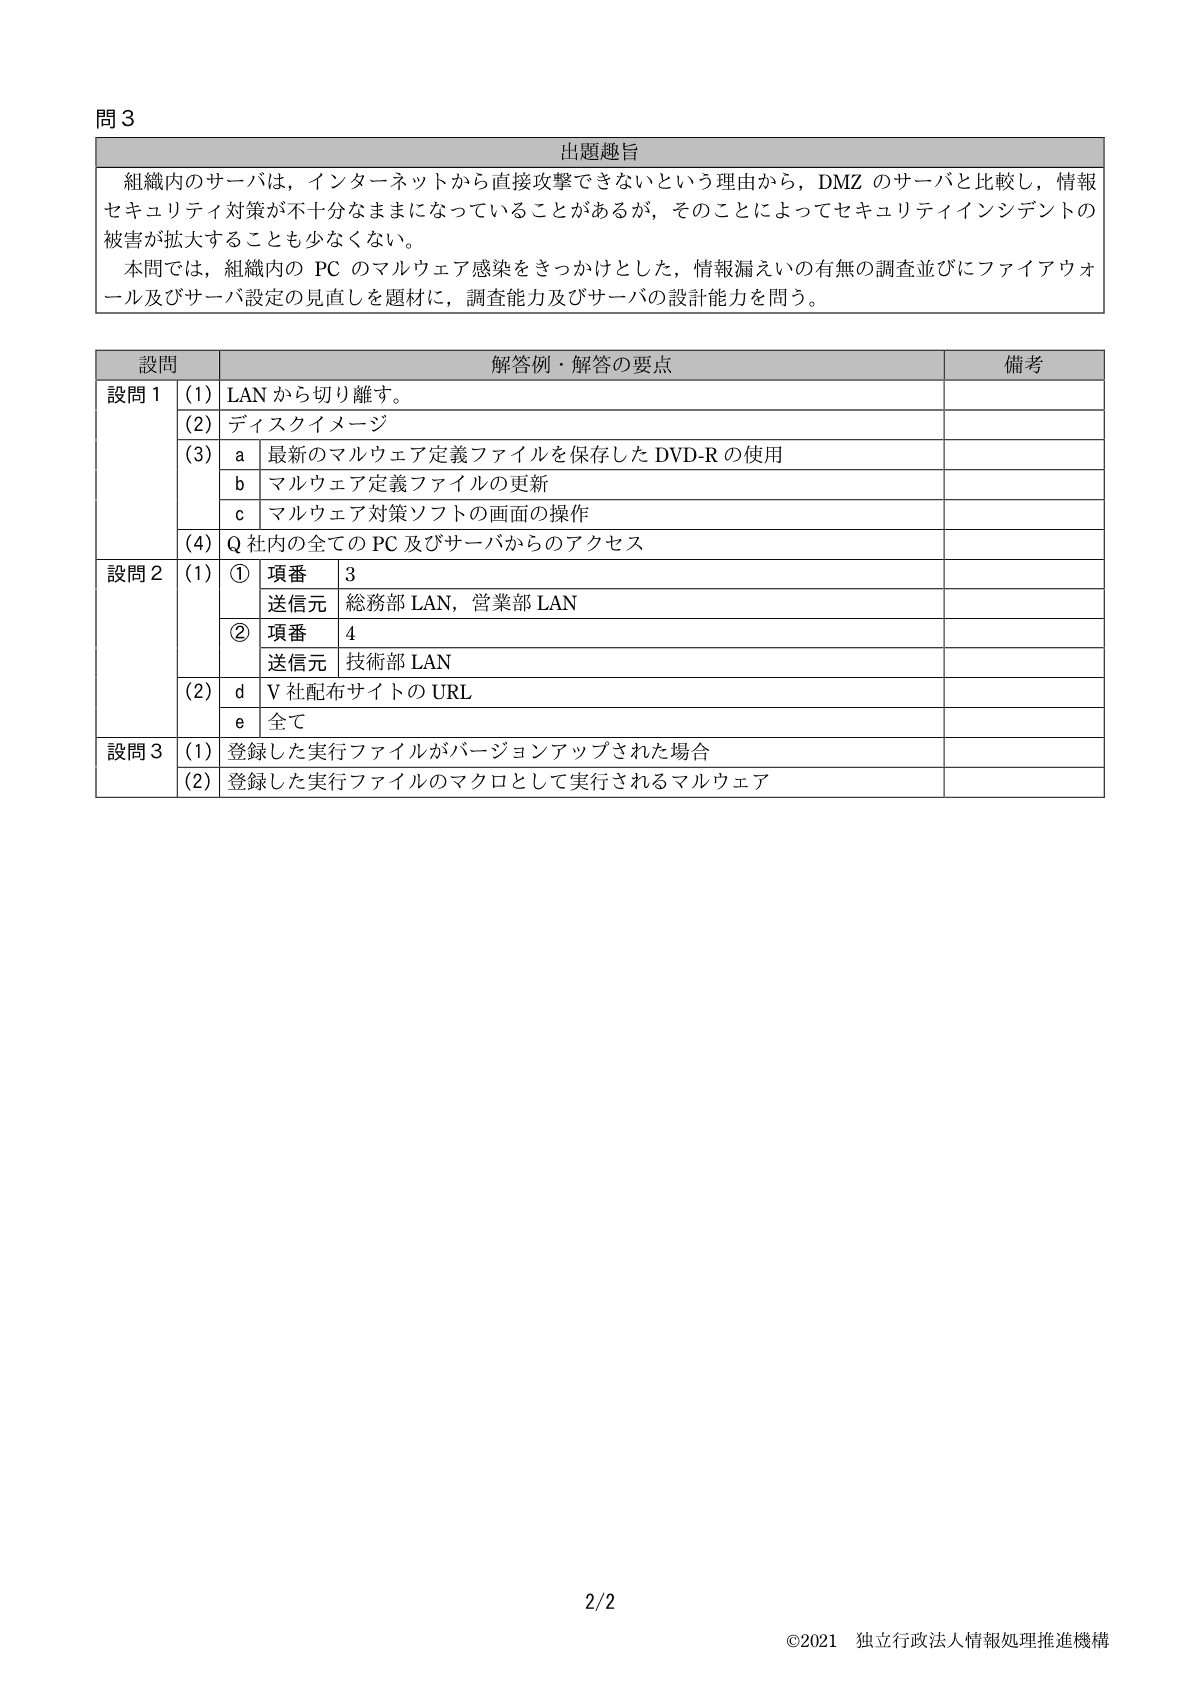 問３
出題趣旨
組織内のサーバは，インターネットから直接攻撃できないという理由から，DMZ のサーバと比較し，情報
セキュリティ対策が不十分なままになっていることがあるが，そのことによってセキュリティインシデントの
被害が拡大することも少なくない。
本問では，組織内の PC のマルウェア感染をきっかけとした，情報漏えいの有無の調査並びにファイアウォ
ール及びサーバ設定の見直しを題材に，調査能力及びサーバの設計能力を問う。
設問 解答例・解答の要点 備考
設問１ (1) LAN から切り離す。
(2) ディスクイメージ
(3) a 最新のマルウェア定義ファイルを保存した DVD-R の使用
b マルウェア定義ファイルの更新
c マルウェア対策ソフトの画面の操作
(4) Q 社内の全ての PC 及びサーバからのアクセス
設問２ (1) ① 項番 3
送信元 総務部 LAN，営業部 LAN
② 項番 4
送信元 技術部 LAN
(2) d V 社配布サイトの URL
e 全て
設問３ (1) 登録した実行ファイルがバージョンアップされた場合
(2) 登録した実行ファイルのマクロとして実行されるマルウェア
2/2
©2021　独立行政法人情報処理推進機構